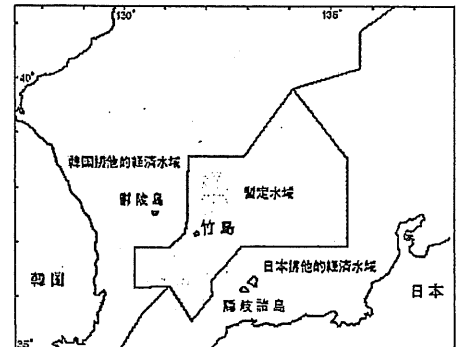 130° 135°
40°
韓国排他的経済水域
鬱陵島
暫定水域
竹島
日本排他的経済水域
韓国
日本
隠岐諸島
35°